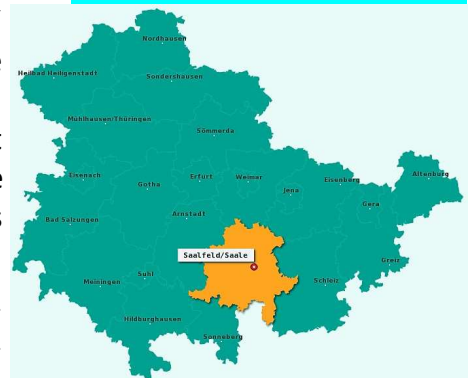 Nordhausen
Heilbad Heiligenstadt
Sondershausen
Mühlhausen/Thüringen
Sömmerda
Eisenach
Gotha
Erfurt
Weimar
Jena
Eisenberg
Altenburg
Gera
Bad Salzungen
Arnstadt
Saalfeld/Saale
Greiz
Meiningen
Suhl
Schleiz
Hildburghausen
Sonneberg